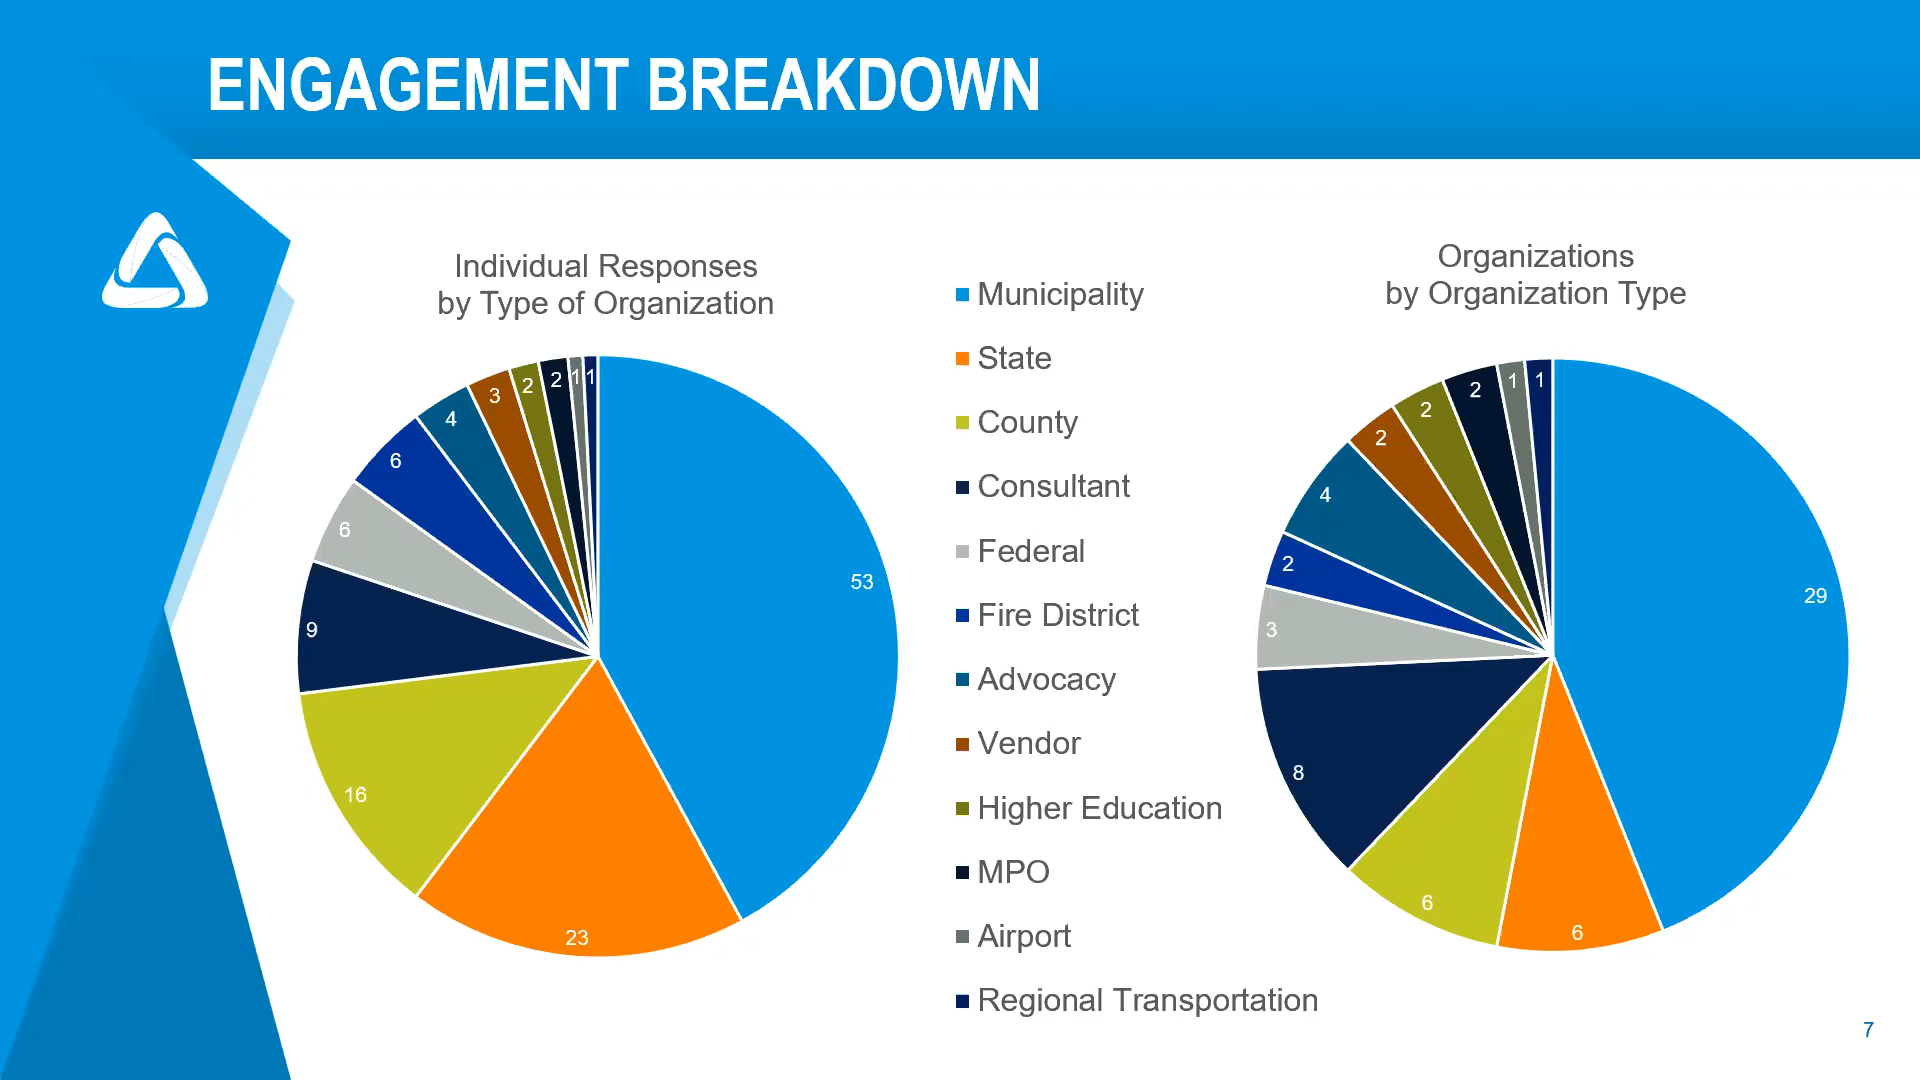 ENGAGEMENT BREAKDOWN
Individual Responses
by Type of Organization
53
23
16
9
6
6
4
3
2
2
1
1
Municipality
State
County
Consultant
Federal
Fire District
Advocacy
Vendor
Higher Education
MPO
Airport
Regional Transportation
Organizations
by Organization Type
29
6
6
8
3
2
4
2
2
2
1
1
7